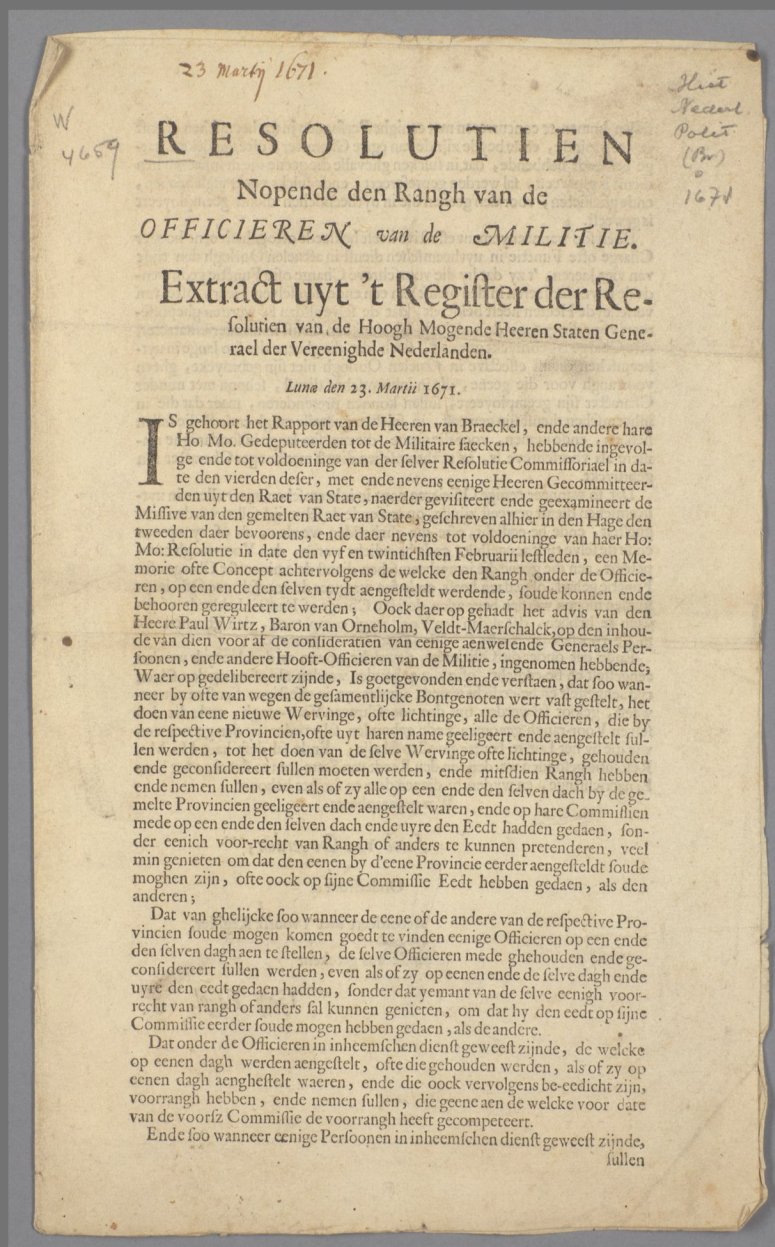 23 Martij 1671.
W
4659
Hist
Nederl
Polit
(Br)
RESOLUTIEN
Nopende den Rangh van de
OFFICIEREN van de MILITIE.
Extract uyt 't Regiſter der Re-
ſolutien van de Hoogh Mogende Heeren Staten Gene-
rael der Vereenighde Nederlanden.
Lunæ den 23. Martii 1671.
IS gehoort het Rapport van de Heeren van Braeckel, ende andere hare
Ho Mo. Gedeputeerden tot de Militaire ſaecken, hebbende ingevol-
ge ende tot voldoeninge van der ſelver Reſolutie Commiſſoriael in da-
te den vierden deſer, met ende nevens eenige Heeren Gecommitteer-
den uyt den Raet van State, naerder geviſiteert ende geexamineert de
Miſſive van den gemelten Raet van State, geſchreven alhier in den Hage den
tweeden daer bevoorens, ende daer nevens tot voldoeninge van haer Ho:
Mo: Reſolutie in date den vyf en twintichſten Februarii leſtleden, een Me-
morie ofte Concept achtervolgens de welcke den Rangh onder de Officie-
ren, op een ende den ſelven tydt aengeſteldt werdende, ſoude konnen ende
behooren gereguleert te werden; Oock daer op gehadt het advis van den
Heere Paul Wirtz, Baron van Orneholm, Veldt-Maerſchalck, op den inhou-
de van dien voor af de conſideratien van eenige aenweſende Generaels Per-
ſoonen, ende andere Hooft-Officieren van de Militie, ingenomen hebbende;
Waer op gedelibereert zijnde, Is goetgevonden ende verſtaen, dat ſoo wan-
neer by ofte van wegen de geſamentlijcke Bontgenoten wert vaſt geſtelt, het
doen van eene nieuwe Wervinge, ofte lichtinge, alle de Officieren, die by
de reſpective Provincien, ofte uyt haren name geeligeert ende aengeſtelt ſul-
len werden, tot het doen van de ſelve Wervinge ofte lichtinge, gehouden
ende geconſidereert ſullen moeten werden, ende mitſdien Rangh hebben
ende nemen ſullen, even als of zy alle op een ende den ſelven dach by de ge-
melte Provincien geeligeert ende aengeſtelt waren, ende op hare Commiſſien
mede op een ende den ſelven dach ende uyre den Eedt hadden gedaen, ſon-
der eenich voor-recht van Rangh of anders te kunnen pretenderen, veel
min genieten om dat den eenen by d'eene Provincie eerder aengeſteldt ſoude
moghen zijn, ofte oock op ſijne Commiſſie Eedt hebben gedaen, als den
anderen;
Dat van ghelijcke ſoo wanneer de eene of de andere van de reſpective Pro-
vincien ſoude mogen komen goedt te vinden eenige Officieren op een ende
den ſelven dagh aen te ſtellen, de ſelve Officieren mede ghehouden ende ge-
conſidereert ſullen werden, even als of zy op eenen ende de ſelve dagh ende
uyre den eedt gedaen hadden, ſonder dat yemant van de ſelve eenigh voor-
recht van rangh of anders ſal kunnen genieten, om dat hy den eedt op ſijne
Commiſſie eerder ſoude mogen hebben gedaen, als de andere.
Dat onder de Officieren in inheemſchen dienſt geweeſt zijnde, de welcke
op eenen dagh werden aengeſtelt, ofte die gehouden werden, als of zy op
eenen dagh aengheſtelt waeren, ende die oock vervolgens be-eedicht zijn,
voorrangh hebben, ende nemen ſullen, die geene aen de welcke voor date
van de voorſz Commiſſie de voorrangh heeft gecompeteert.
Ende ſoo wanneer eenige Perſoonen in inheemſchen dienſt geweeſt zijnde,
ſullen